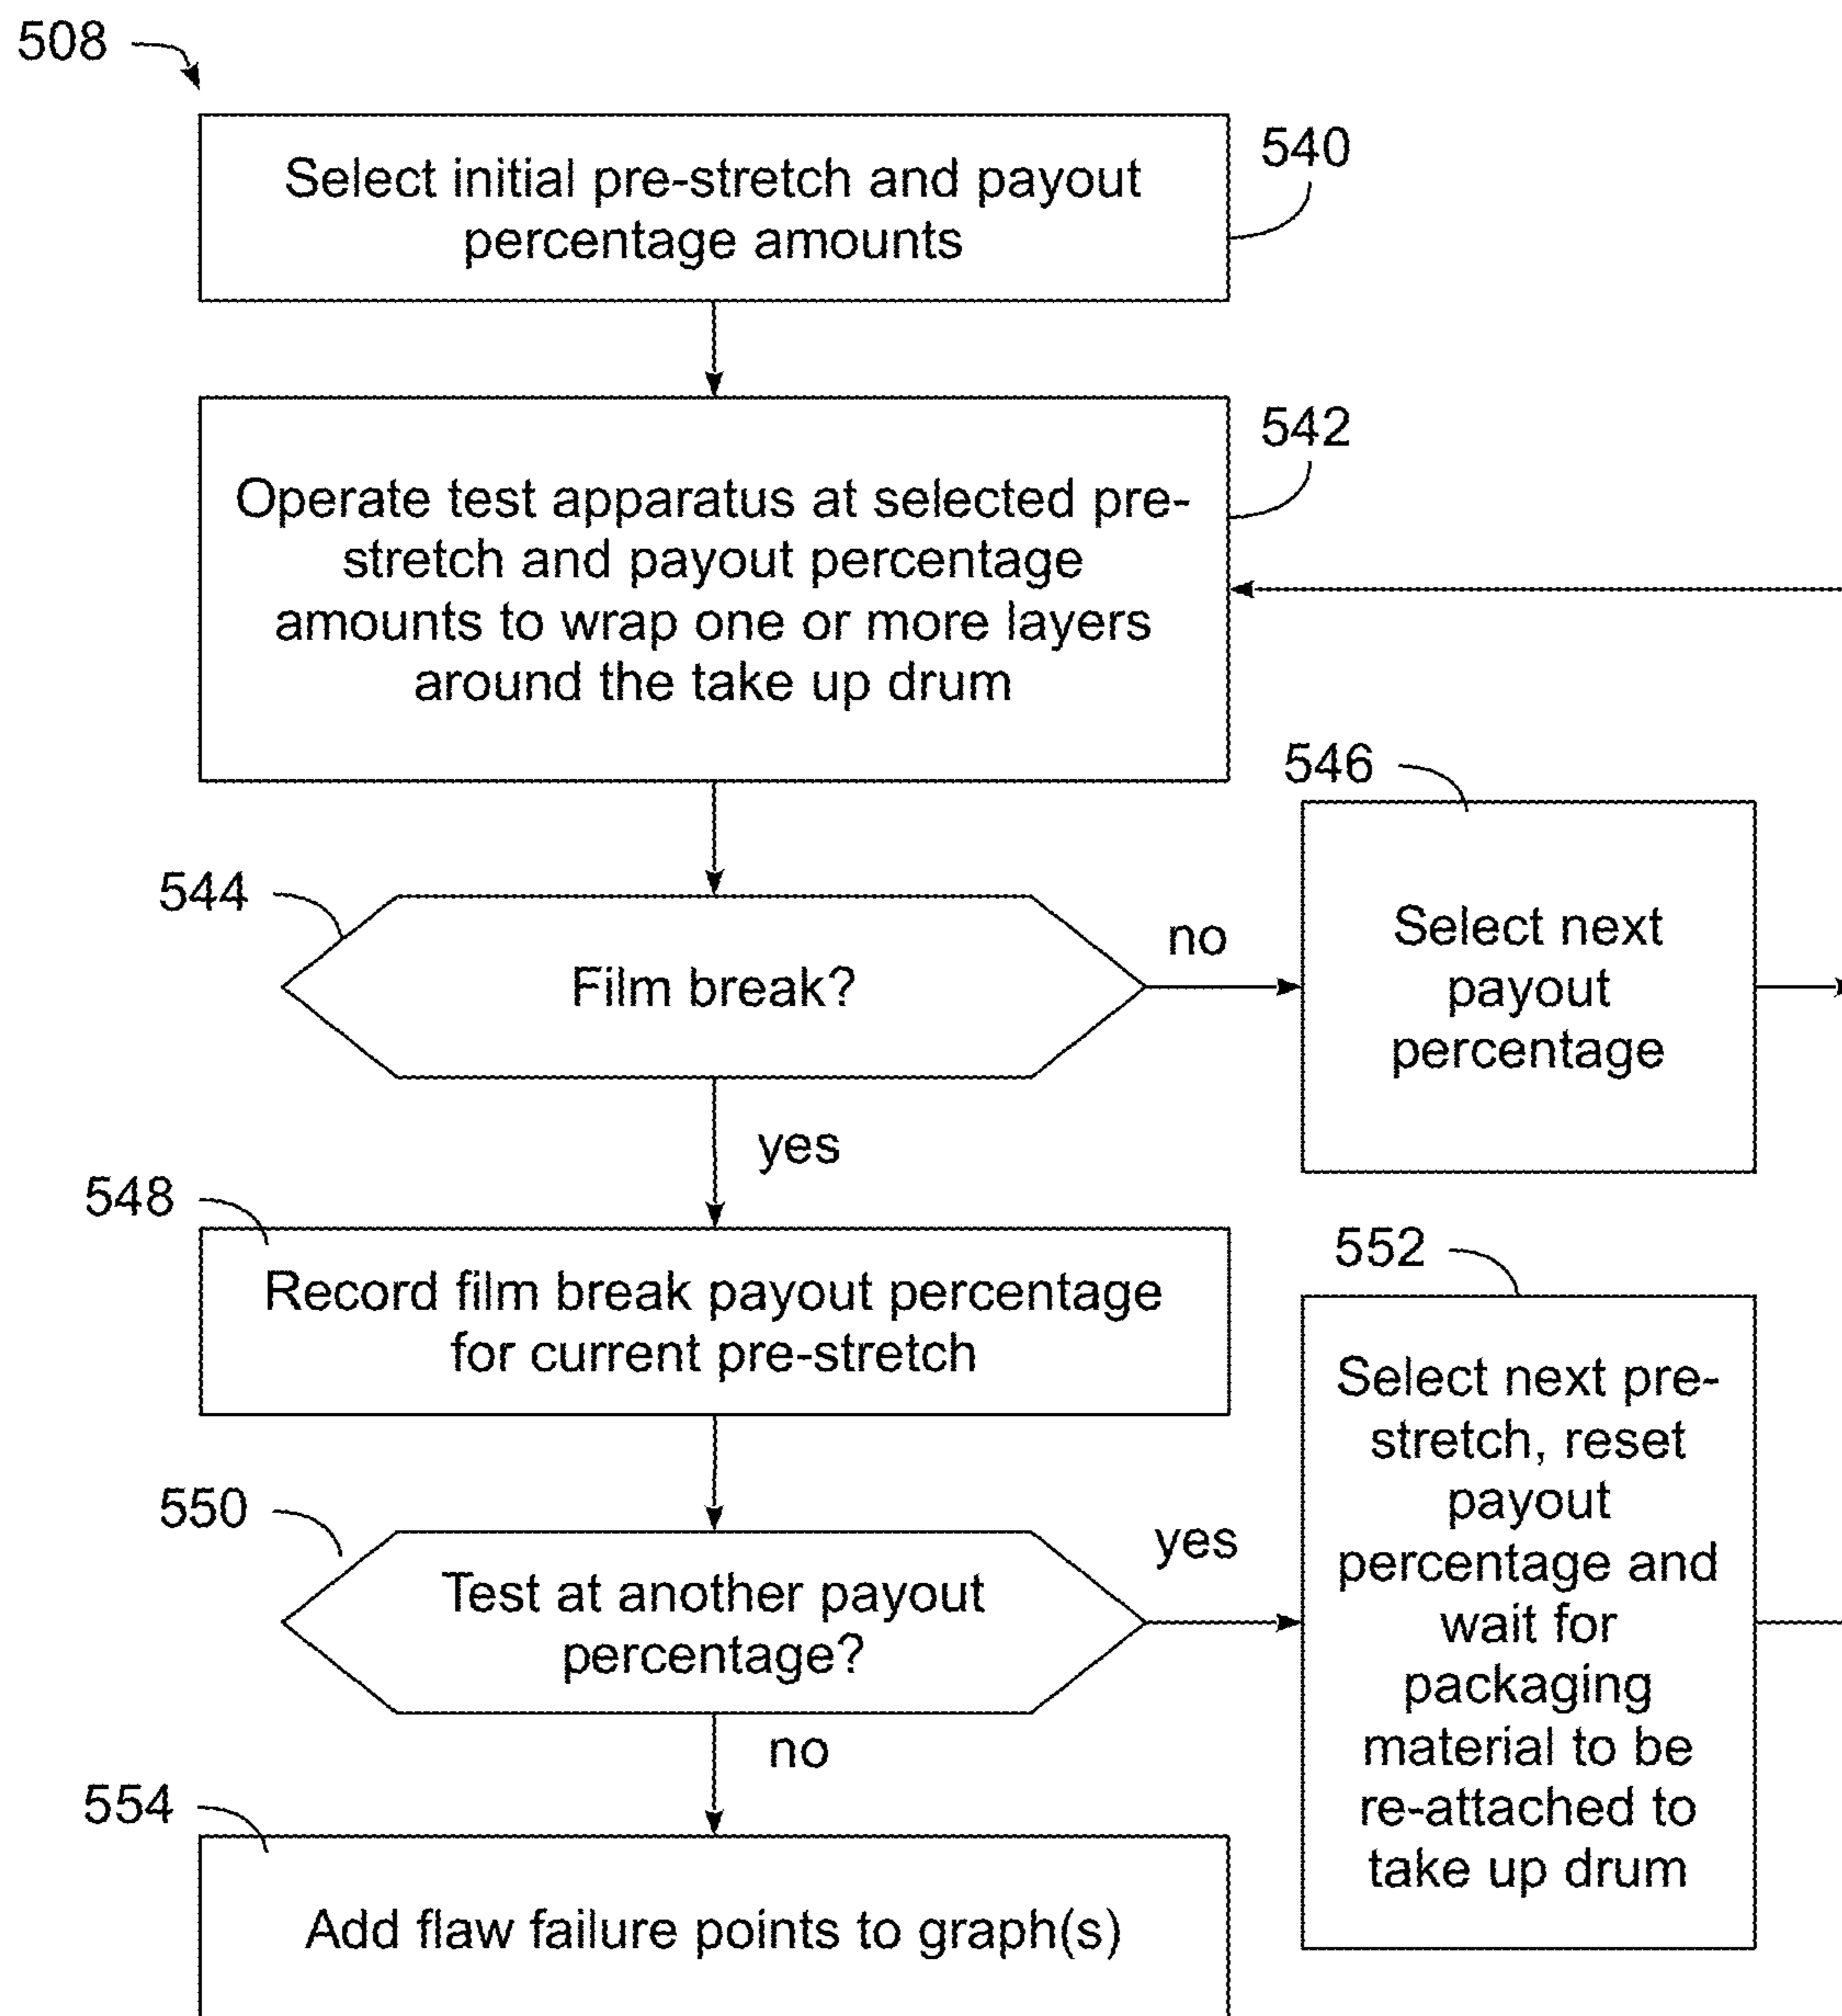 508
540
Select initial pre-stretch and payout
percentage amounts
542
Operate test apparatus at selected pre-
stretch and payout percentage
amounts to wrap one or more layers
around the take up drum
544
Film break?
no
546
Select next
payout
percentage
yes
548
Record film break payout percentage
for current pre-stretch
550
Test at another payout
percentage?
yes
552
Select next pre-
stretch, reset
payout
percentage and
wait for
packaging
material to be
re-attached to
take up drum
no
554
Add flaw failure points to graph(s)